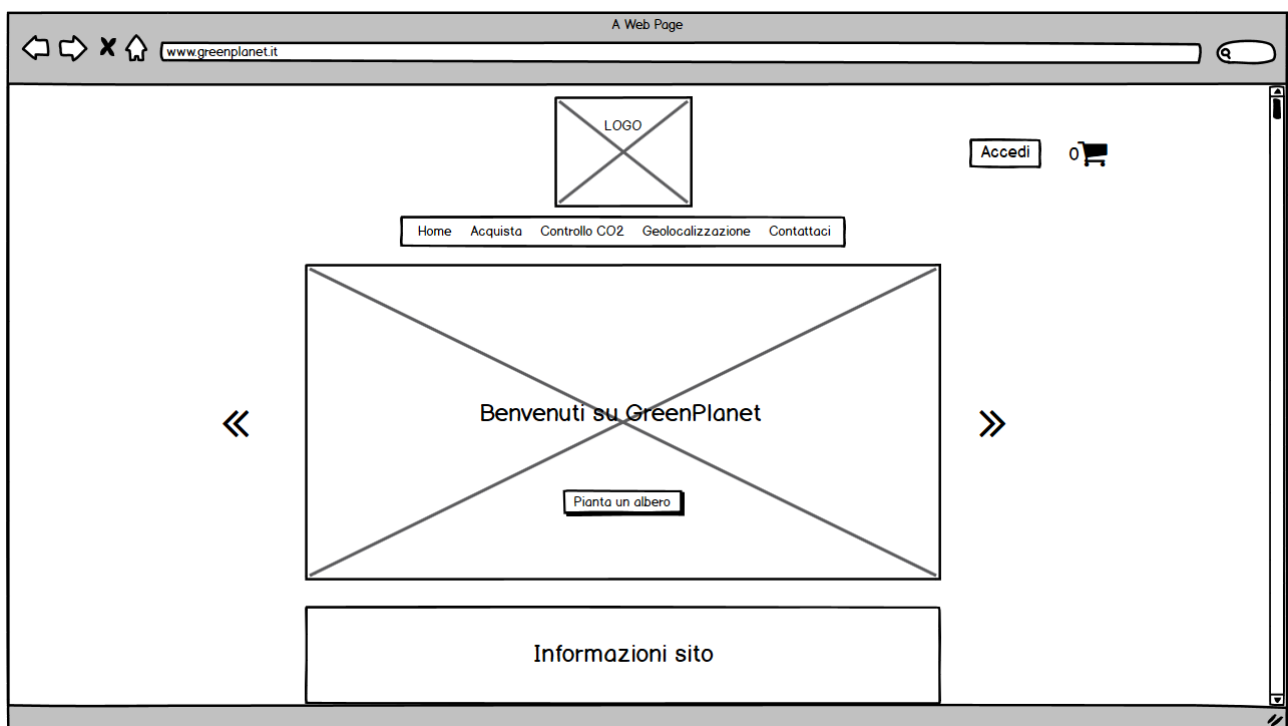 A Web Page
www.greenplanet.it
LOGO
Accedi
0
Home Acquista Controllo CO2 Geolocalizzazione Contattaci
Benvenuti su GreenPlanet
Pianta un albero
Informazioni sito